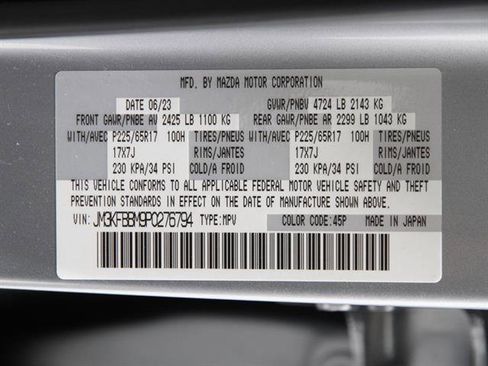 MFD. BY MAZDA MOTOR CORPORATION
DATE 06/23 GVWR/PNBV 4724 LB 2143 KG
FRONT GAWR/PNBE AV 2425 LB 1100 KG REAR GAWR/PNBE AR 2299 LB 1043 KG
WITH/AVEC P225/65R17 100H TIRES/PNEUS WITH/AVEC P225/65R17 100H TIRES/PNEUS
17X7J RIMS/JANTES 17X7J RIMS/JANTES
230 KPA/34 PSI COLD/A FROID 230 KPA/34 PSI COLD/A FROID
THIS VEHICLE CONFORMS TO ALL APPLICABLE FEDERAL MOTOR VEHICLE SAFETY AND THEFT
PREVENTION STANDARDS IN EFFECT ON THE DATE OF MANUFACTURE SHOWN ABOVE.
VIN: JM3KFBBM9P0276794 TYPE:MPV COLOR CODE:45P MADE IN JAPAN